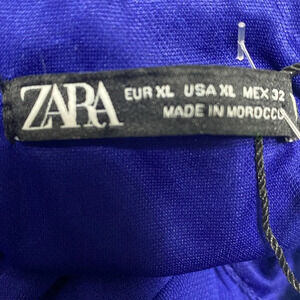 ZARA
EUR XL USA XL MEX 32
MADE IN MOROCCO